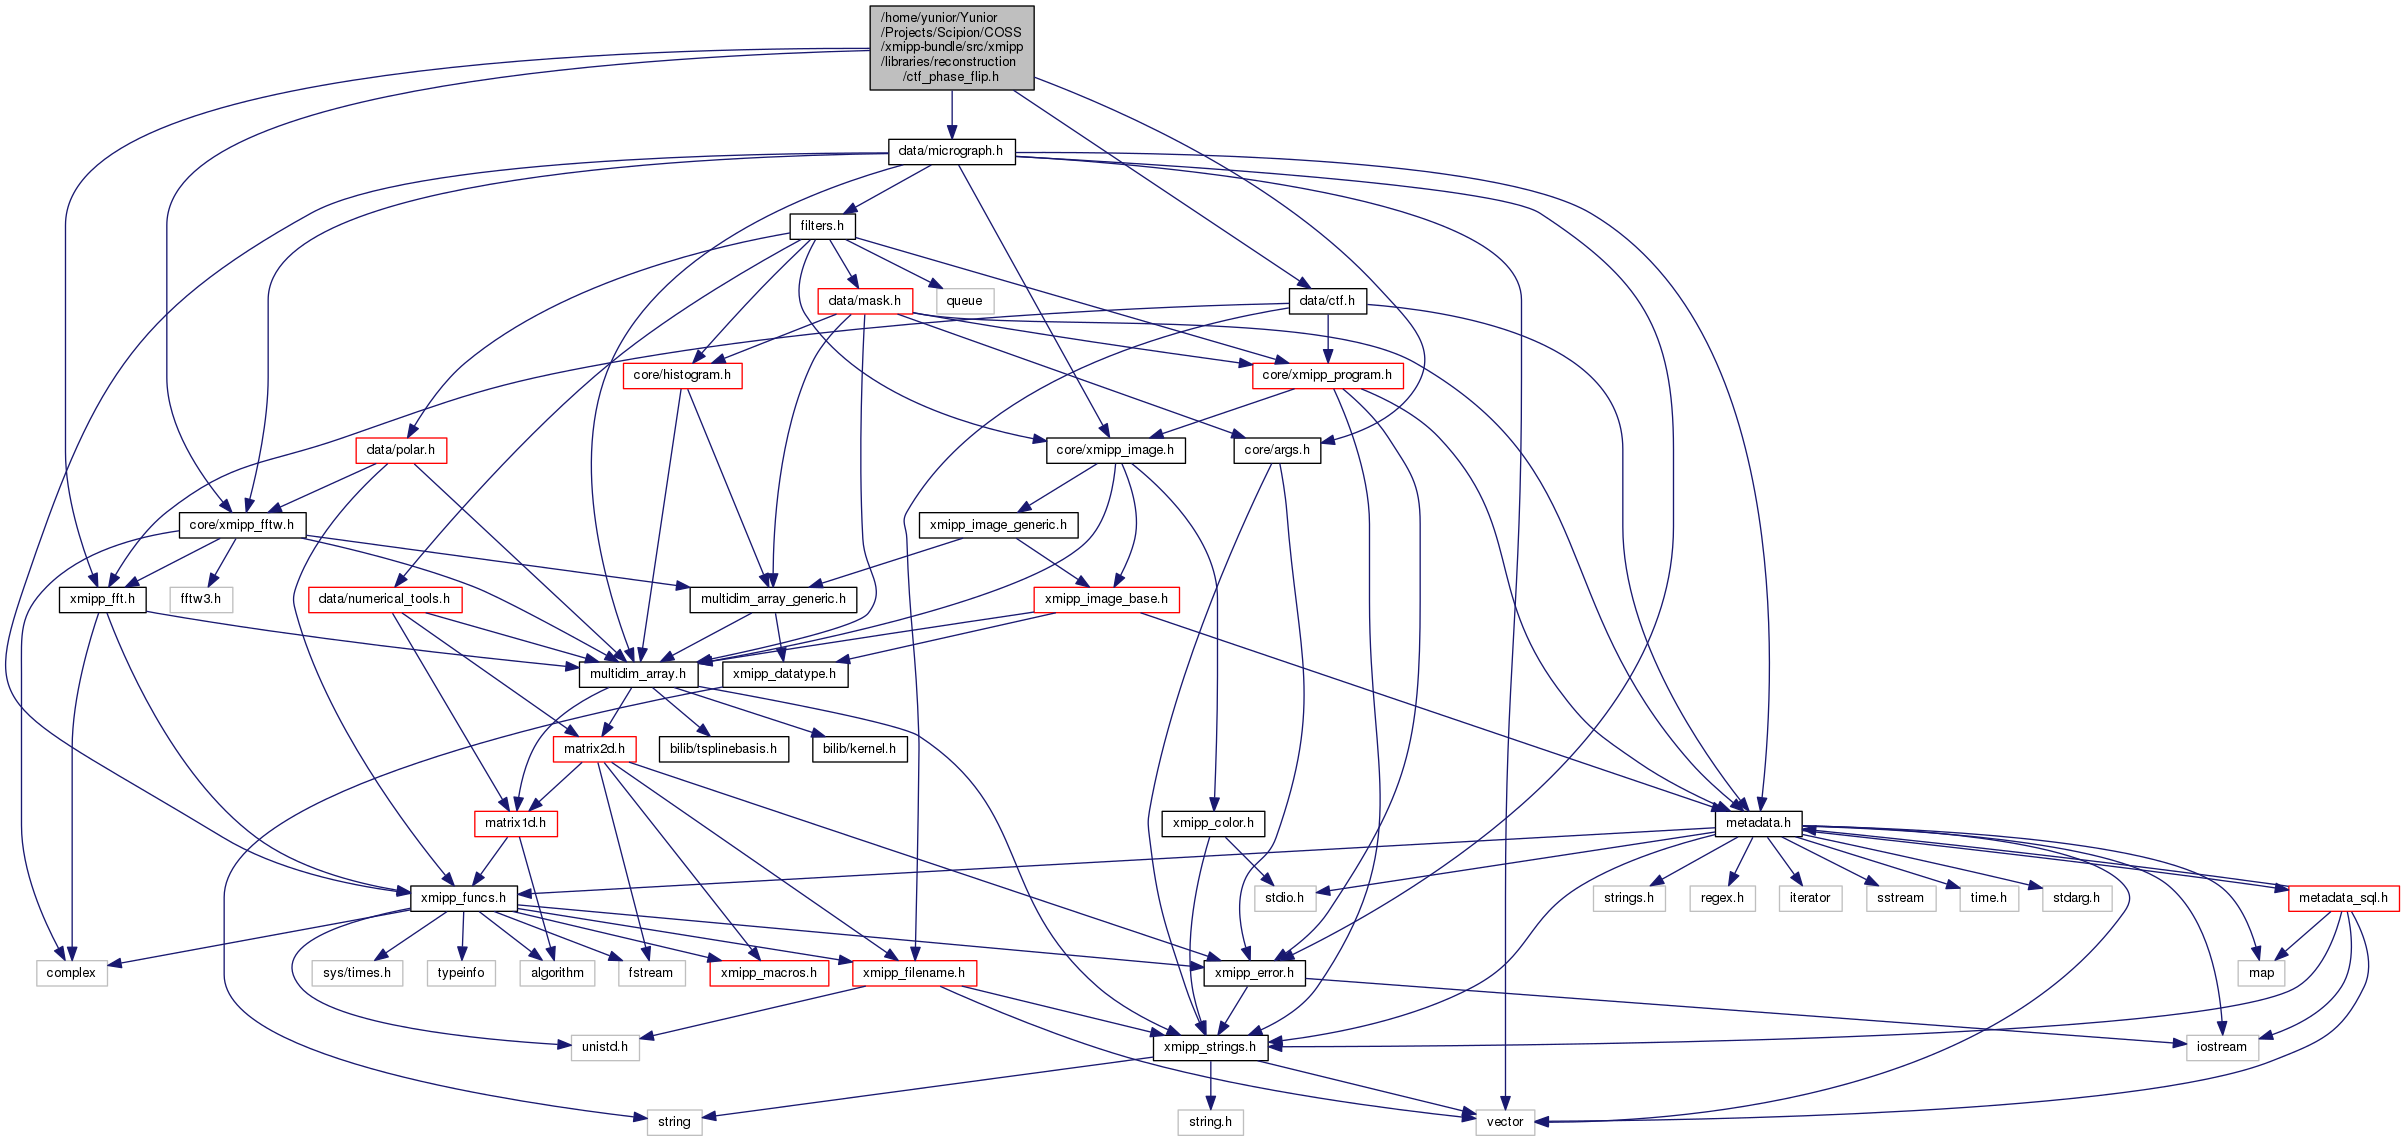 /home/yunior/Yunior
/Projects/Scipion/COSS
/xmipp-bundle/src/xmipp
/libraries/reconstruction
/ctf_phase_flip.h
data/micrograph.h
filters.h
data/mask.h
queue
data/ctf.h
core/histogram.h
core/xmipp_program.h
data/polar.h
core/xmipp_image.h
core/args.h
core/xmipp_fftw.h
xmipp_image_generic.h
xmipp_fft.h
fftw3.h
data/numerical_tools.h
multidim_array_generic.h
xmipp_image_base.h
multidim_array.h
xmipp_datatype.h
matrix2d.h
bilib/tsplinebasis.h
bilib/kernel.h
matrix1d.h
xmipp_color.h
metadata.h
xmipp_funcs.h
stdio.h
strings.h
regex.h
iterator
sstream
time.h
stdarg.h
metadata_sql.h
complex
sys/times.h
typeinfo
algorithm
fstream
xmipp_macros.h
xmipp_filename.h
xmipp_error.h
map
unistd.h
xmipp_strings.h
iostream
string
string.h
vector